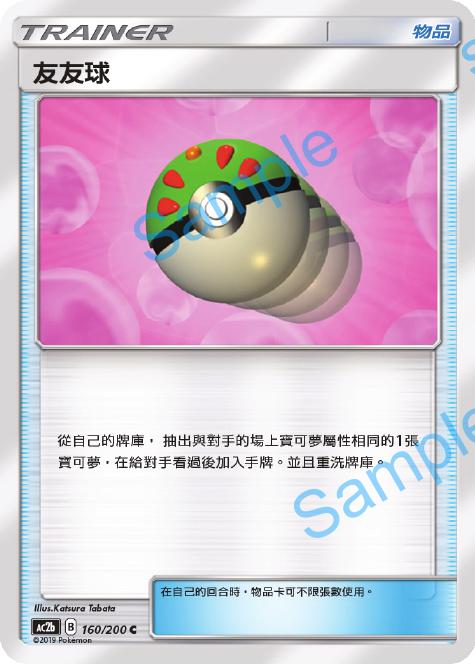 TRAINER
物品
友友球
Sample
Sample
從自己的牌庫， 抽出與對手的場上寶可夢屬性相同的1張
寶可夢，在給對手看過後加入手牌。並且重洗牌庫。
Sample
在自己的回合時，物品卡可不限張數使用。
Illus.Katsura Tabata
AC2b B 160/200 C
©2019 Pokémon